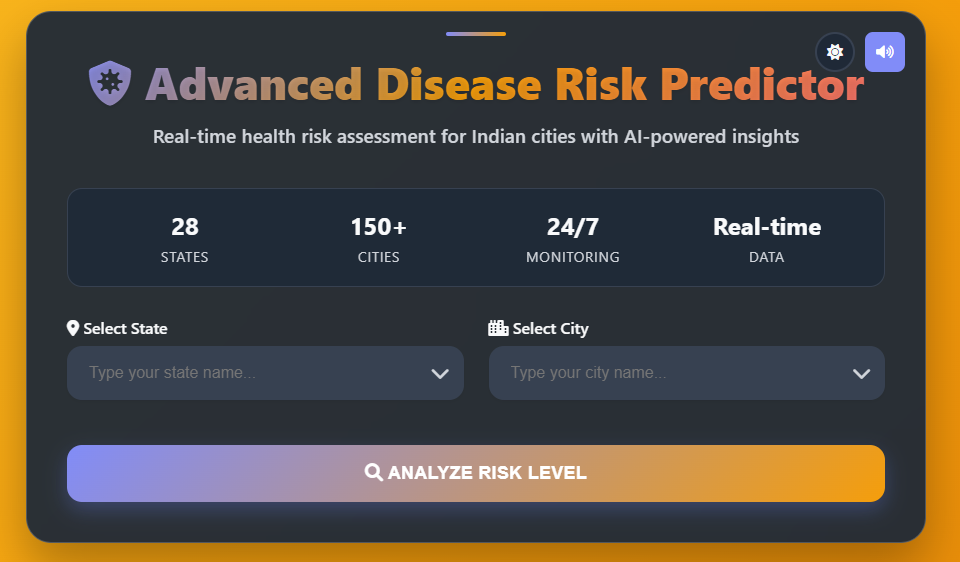 Advanced Disease Risk Predictor
Real-time health risk assessment for Indian cities with AI-powered insights
28
STATES
150+
CITIES
24/7
MONITORING
Real-time
DATA
Select State
Select City
Type your state name...
Type your city name...
ANALYZE RISK LEVEL